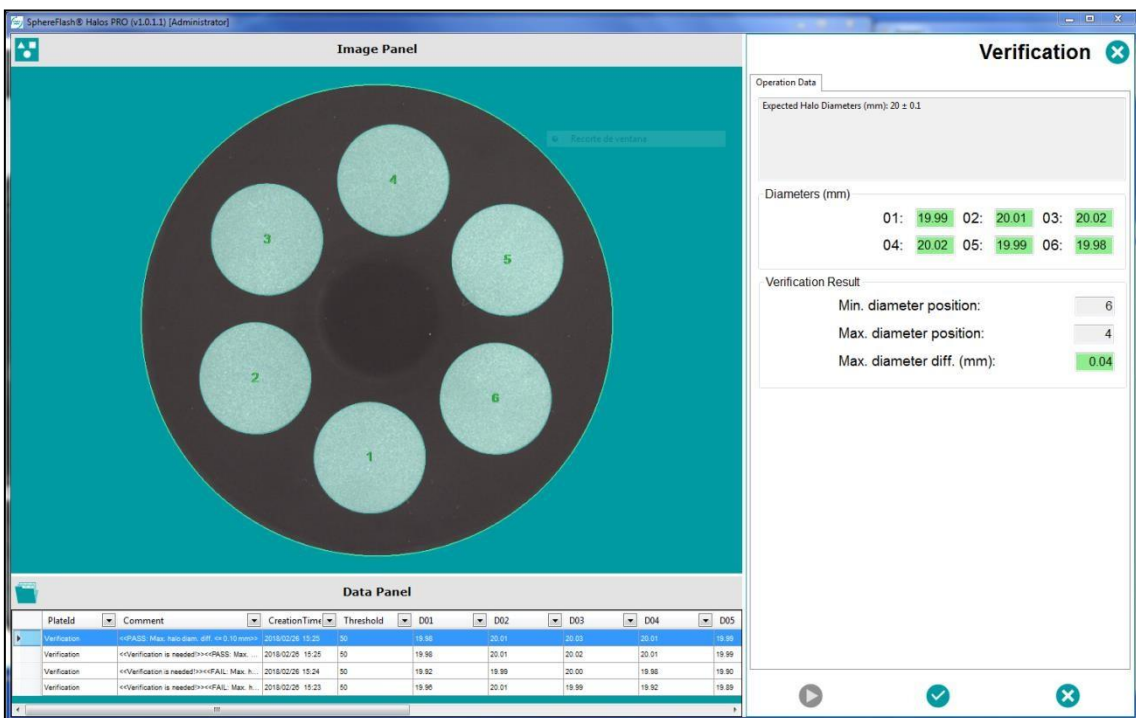 SphereFlash® Halos PRO (v1.0.1.1) [Administrator]
Image Panel
Recorte de ventana
4
3
5
2
6
1
Data Panel
PlateId Comment CreationTime Threshold D01 D02 D03 D04 D05
Verification <<PASS: Max. halo diam. diff. <= 0.10 mm>> 2018/02/26 15:25 50 19.98 20.01 20.03 20.01
Verification <<Verification is needed!>><<PASS: Max. ... 2018/02/26 15:25 50 19.98 20.01 20.02 20.01 19.99
Verification <<Verification is needed!>><<FAIL: Max. h... 2018/02/26 15:24 50 19.92 19.99 20.00 19.98 19.90
Verification <<Verification is needed!>><<FAIL: Max. h... 2018/02/26 15:23 50 19.96 20.01 19.99 19.92 19.89
Verification
Operation Data
Expected Halo Diameters (mm): 20 ± 0.1
Diameters (mm)
01: 19.99 02: 20.01 03: 20.02
04: 20.02 05: 19.99 06: 19.98
Verification Result
Min. diameter position: 6
Max. diameter position: 4
Max. diameter diff. (mm): 0.04